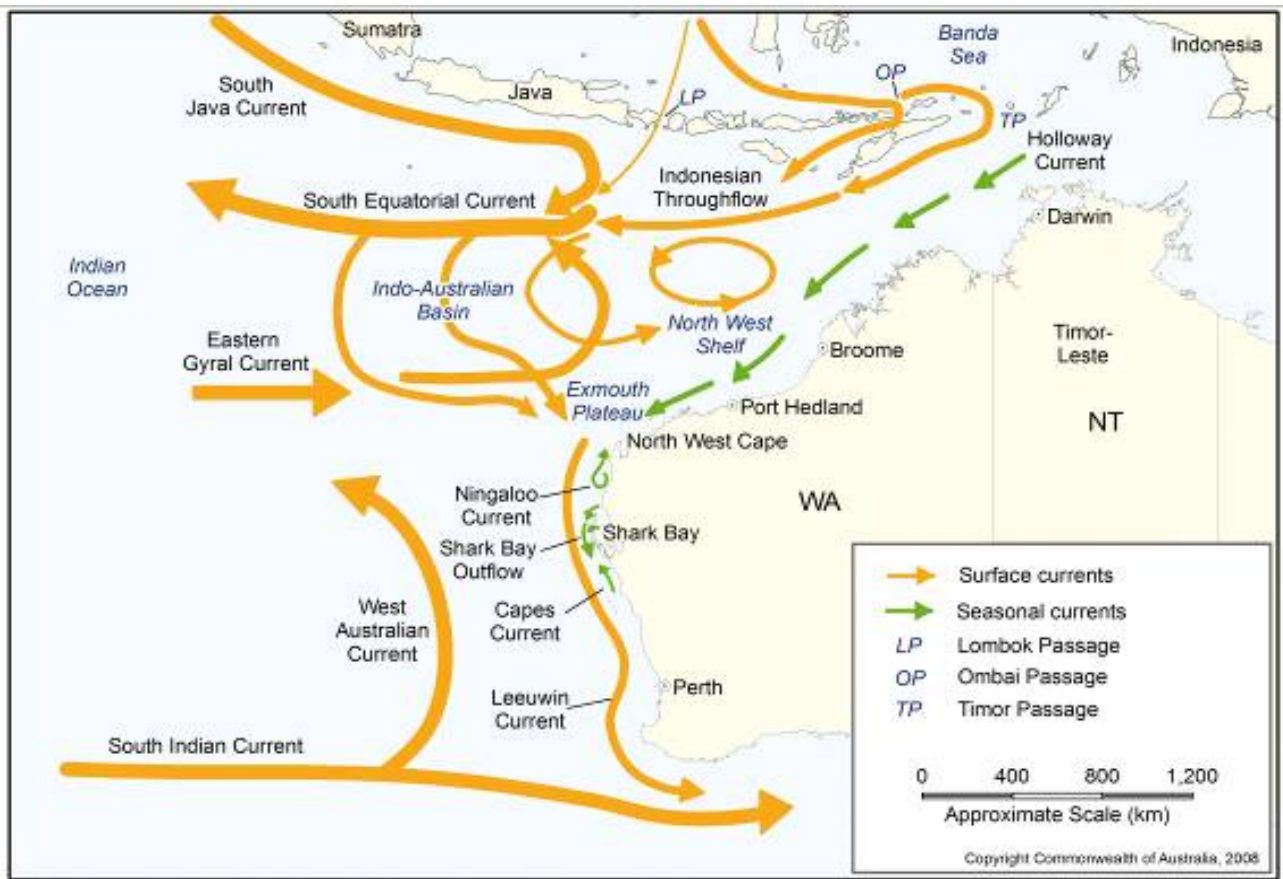 Sumatra
Banda
Sea
Indonesia
OP
South
Java Current
Java
LP
TP
Holloway
Current
Indonesian
Throughflow
South Equatorial Current
Darwin
Indian
Ocean
Indo-Australian
Basin
North West
Shelf
Eastern
Gyral Current
Broome
Timor-
Leste
Exmouth
Plateau
Port Hedland
NT
North West Cape
Ningaloo
Current
WA
Shark Bay
Shark Bay
Outflow
Capes
Current
West
Australian
Current
Leeuwin
Current
Perth
South Indian Current
Surface currents
Seasonal currents
LP Lombok Passage
OP Ombai Passage
TP Timor Passage
0 400 800 1,200
Approximate Scale (km)
Copyright Commonwealth of Australia, 2008